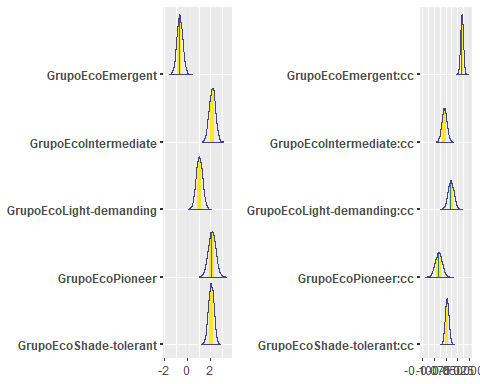 GrupoEcoEmergent
GrupoEcoIntermediate
GrupoEcoLight-demanding
GrupoEcoPioneer
GrupoEcoShade-tolerant
-2 0 2
GrupoEcoEmergent:cc
GrupoEcoIntermediate:cc
GrupoEcoLight-demanding:cc
GrupoEcoPioneer:cc
GrupoEcoShade-tolerant:cc